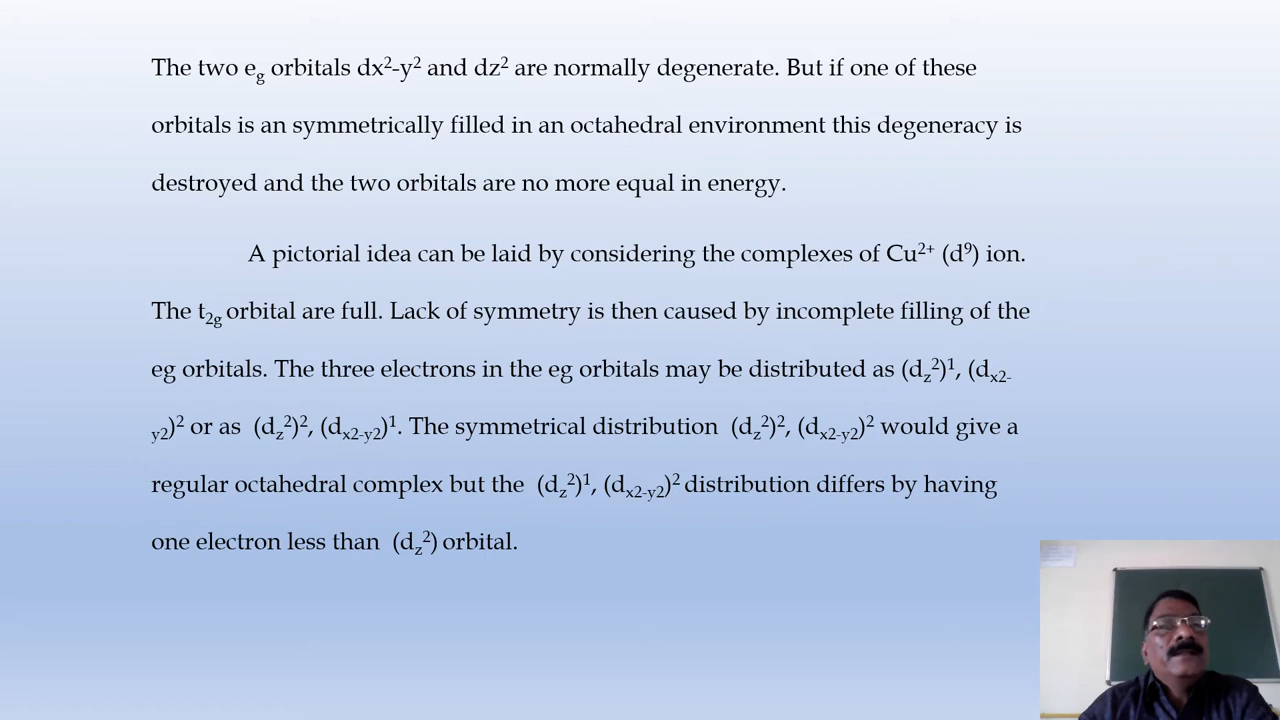 The two eg orbitals dx²-y² and dz² are normally degenerate. But if one of these
orbitals is an symmetrically filled in an octahedral environment this degeneracy is
destroyed and the two orbitals are no more equal in energy.
A pictorial idea can be laid by considering the complexes of Cu²⁺ (d⁹) ion.
The t₂g orbital are full. Lack of symmetry is then caused by incomplete filling of the
eg orbitals. The three electrons in the eg orbitals may be distributed as (dz²)¹, (dx2-
y2)² or as (dz²)², (dx2-y2)¹. The symmetrical distribution (dz²)², (dx2-y2)² would give a
regular octahedral complex but the (dz²)¹, (dx2-y2)² distribution differs by having
one electron less than (dz²) orbital.